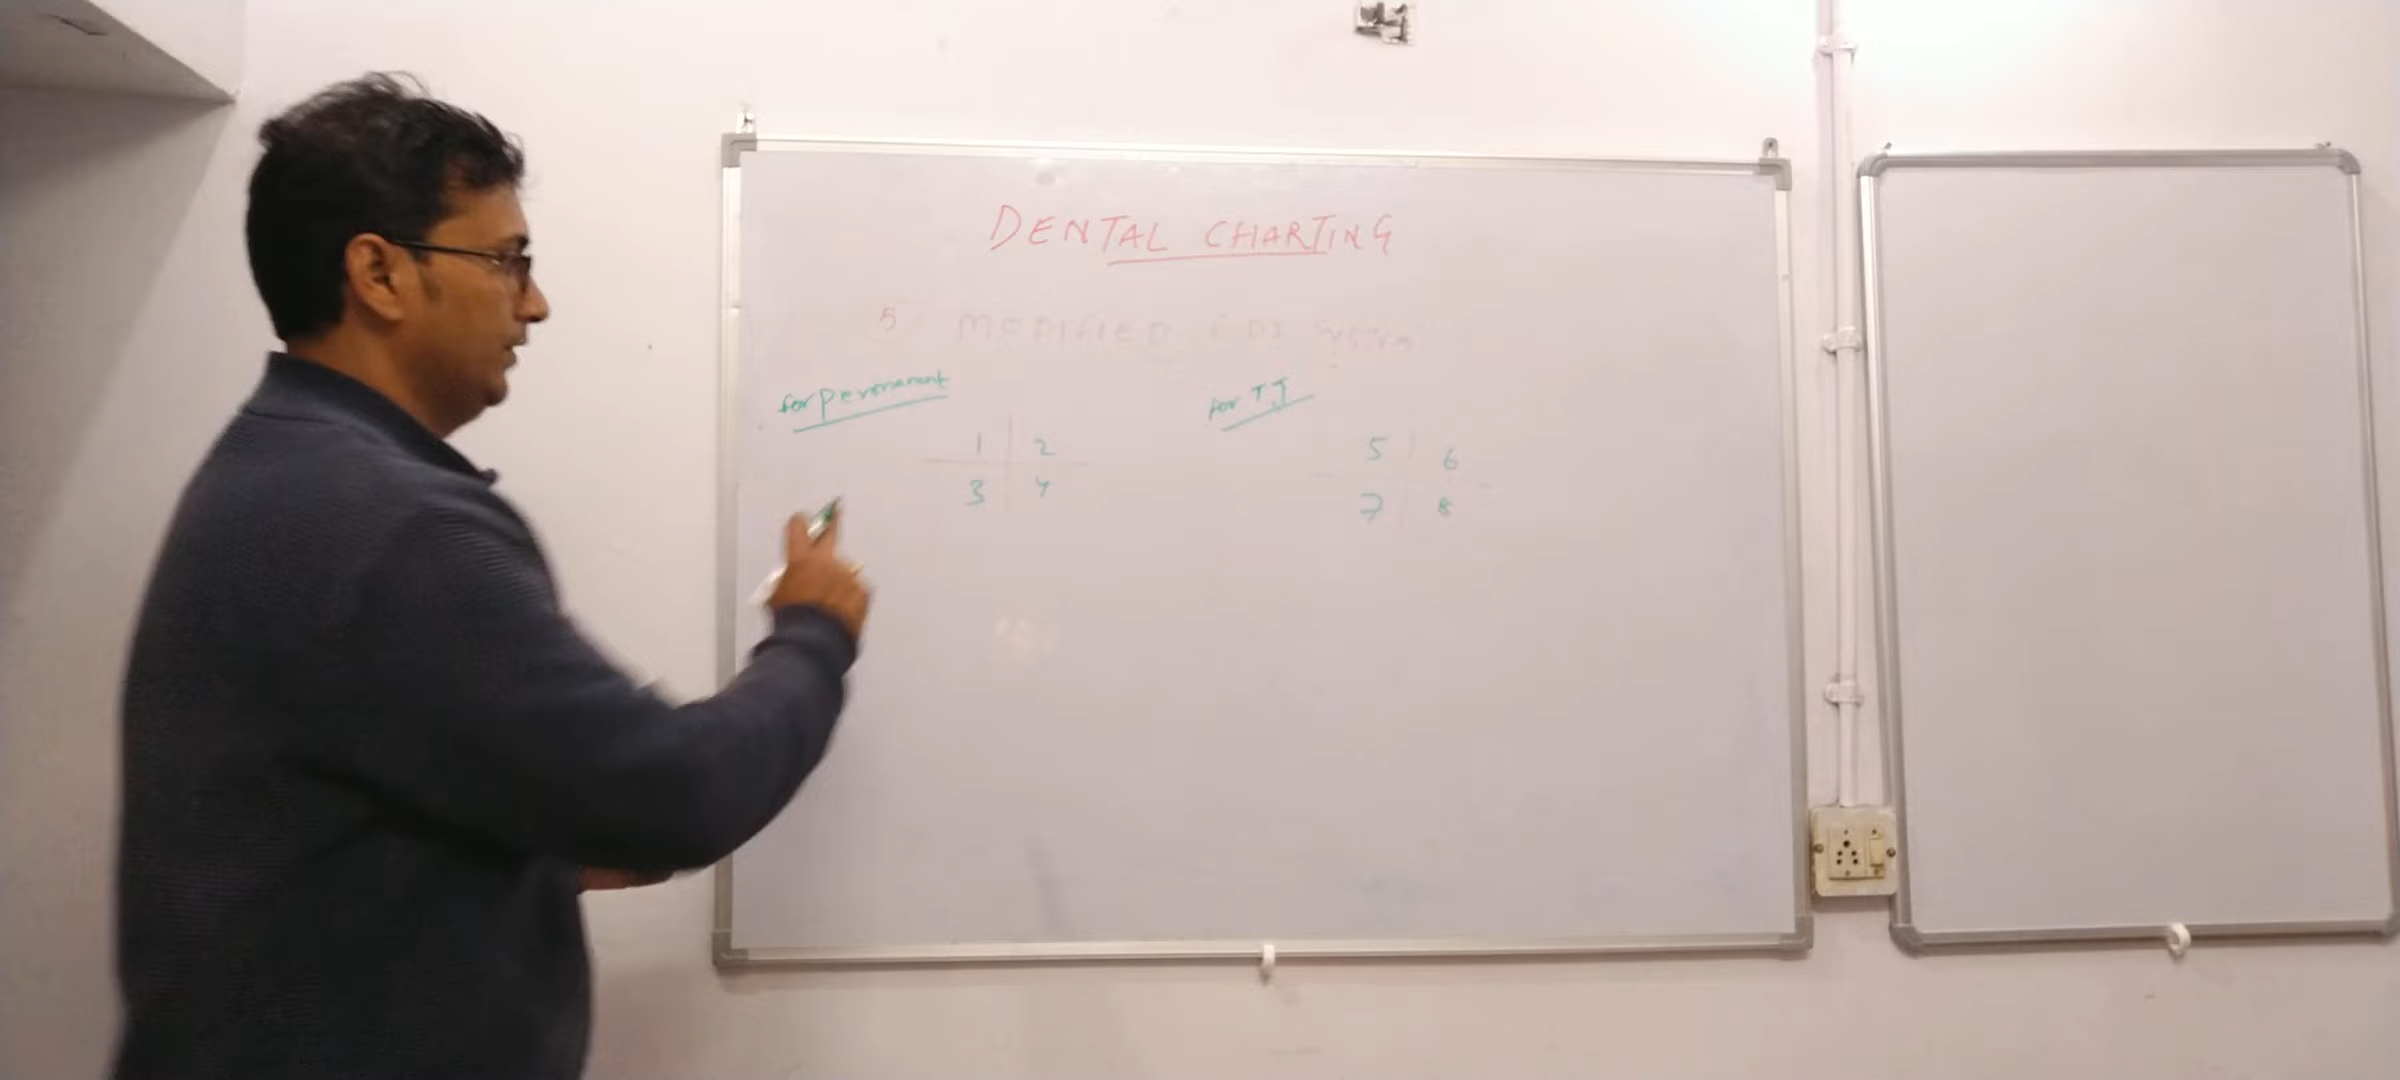 DENTAL CHARTING
5 MODIFIED FDI System
for permanent
for T.T
1 2
3 4
5 6
7 8